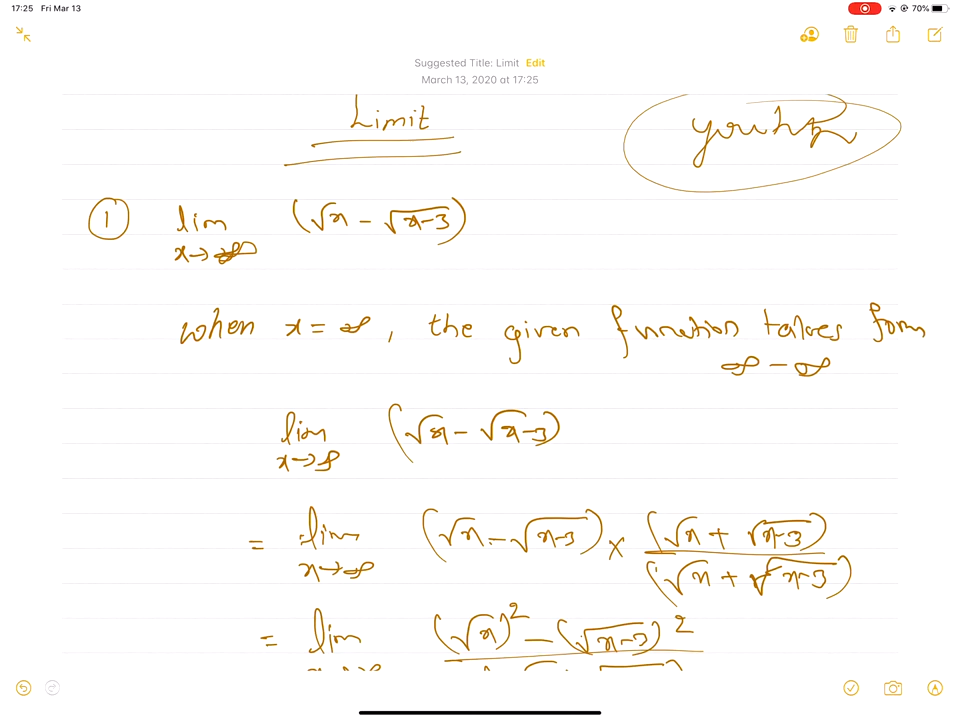 17:25 Fri Mar 13
70%
Suggested Title: Limit Edit
March 13, 2020 at 17:25
Limit
① lim x→∞ (√x - √(x-3))
when x = ∞, the given function takes form
∞ - ∞
lim x→∞ (√x - √(x-3))
= lim x→∞ (√x - √(x-3)) × (√x + √(x-3)) / (√x + √(x-3))
= lim (√x)² - (√(x-3))²